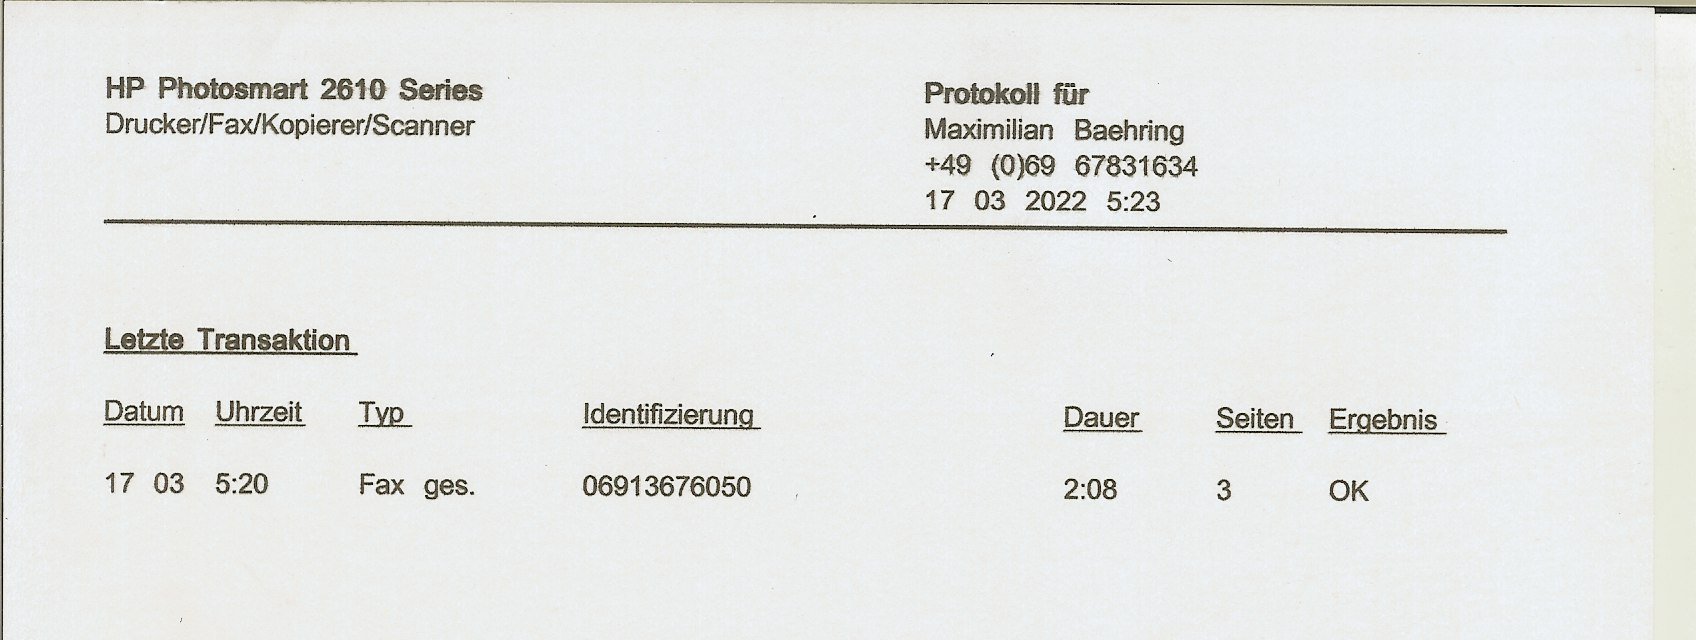 HP Photosmart 2610 Series
Drucker/Fax/Kopierer/Scanner
Protokoll für
Maximilian Baehring
+49 (0)69 67831634
17 03 2022 5:23
Letzte Transaktion
Datum Uhrzeit Typ Identifizierung Dauer Seiten Ergebnis
17 03 5:20 Fax ges. 06913676050 2:08 3 OK